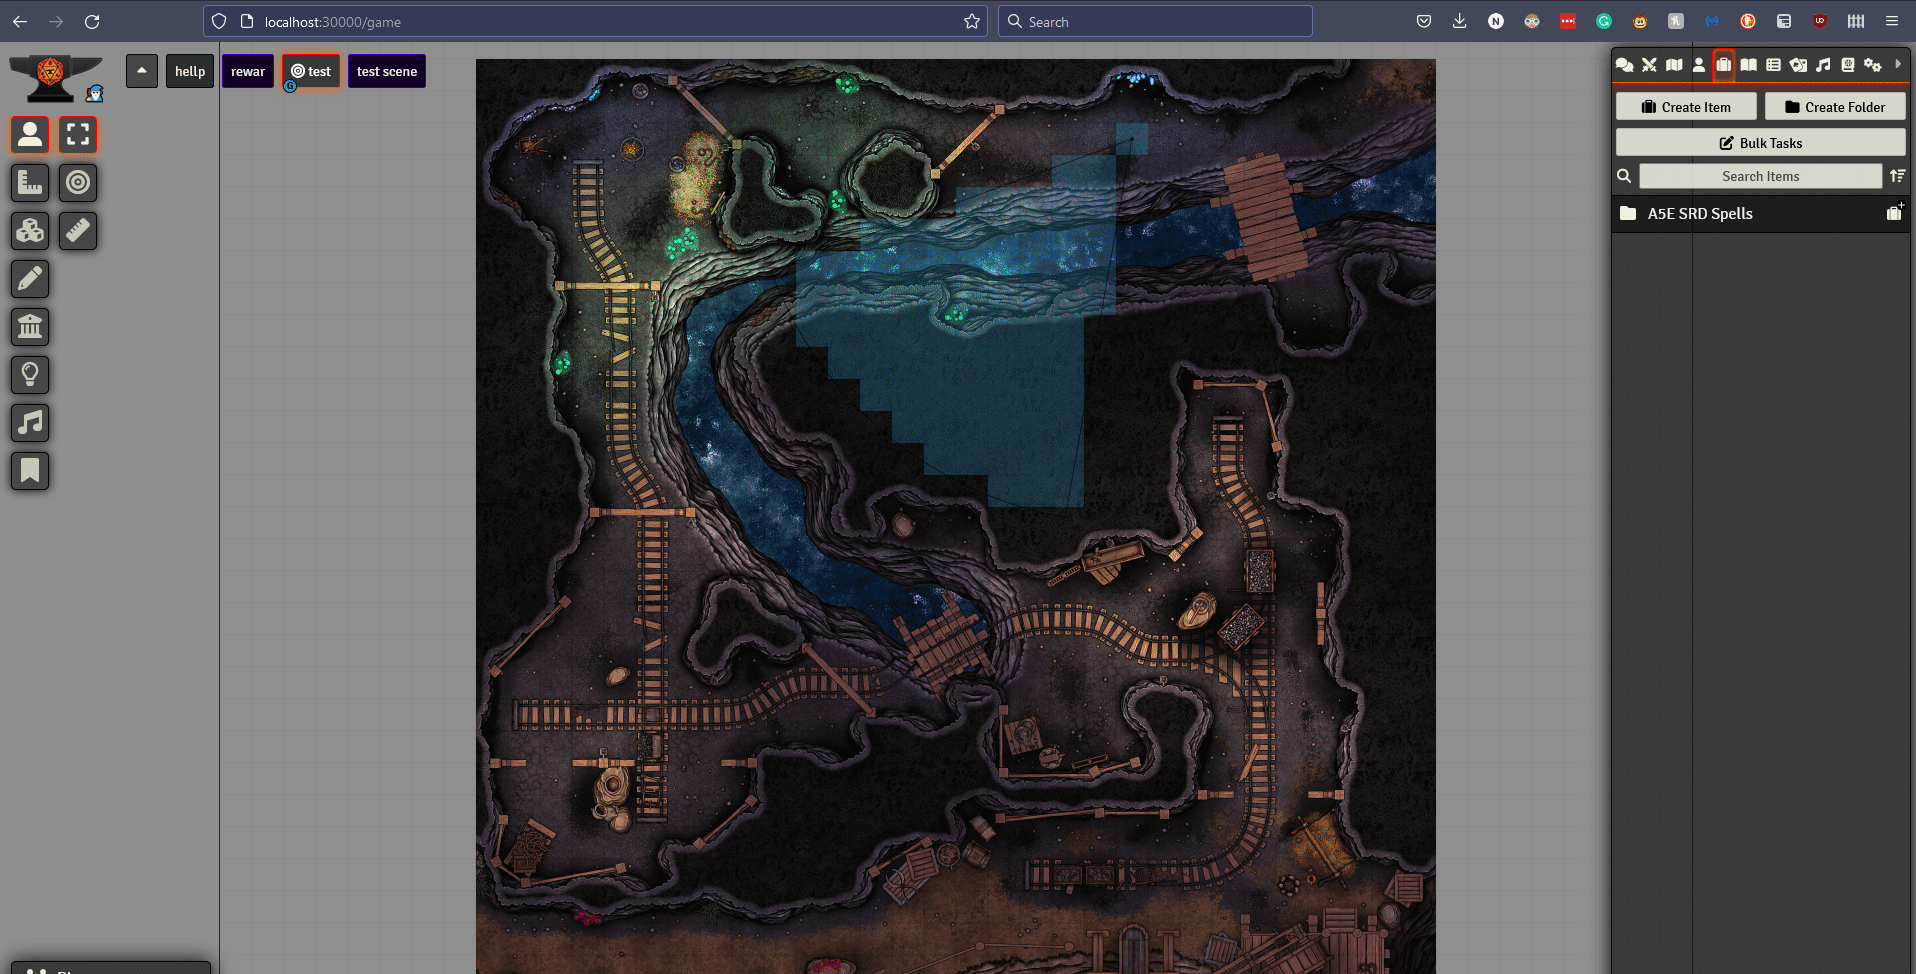 localhost:30000/game
Search
hellp
rewar
test
G
test scene
Create Item
Create Folder
Bulk Tasks
Search Items
A5E SRD Spells